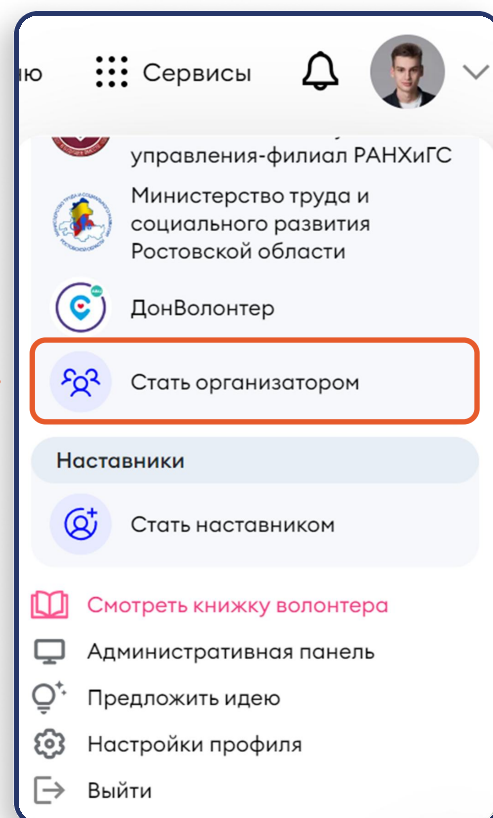 ю
Сервисы
управления-филиал РАНХиГС
Министерство труда и
социального развития
Ростовской области
ДонВолонтер
Стать организатором
Наставники
Стать наставником
Смотреть книжку волонтера
Административная панель
Предложить идею
Настройки профиля
Выйти